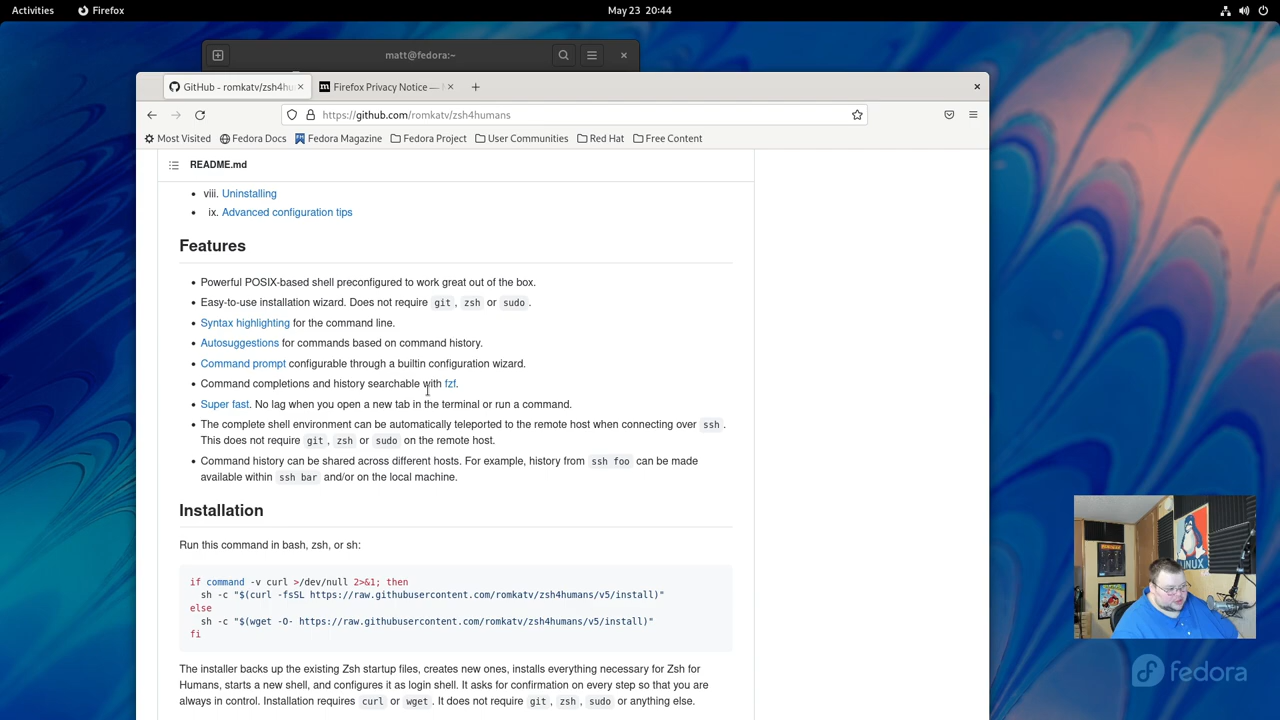 Activities
Firefox
May 23 20:44
matt@fedora:~
GitHub - romkatv/zsh4hu
Firefox Privacy Notice —
https://github.com/romkatv/zsh4humans
Most Visited
Fedora Docs
Fedora Magazine
Fedora Project
User Communities
Red Hat
Free Content
README.md
viii. Uninstalling
ix. Advanced configuration tips
Features
Powerful POSIX-based shell preconfigured to work great out of the box.
Easy-to-use installation wizard. Does not require git, zsh or sudo.
Syntax highlighting for the command line.
Autosuggestions for commands based on command history.
Command prompt configurable through a builtin configuration wizard.
Command completions and history searchable with fzf.
Super fast. No lag when you open a new tab in the terminal or run a command.
The complete shell environment can be automatically teleported to the remote host when connecting over ssh.
This does not require git, zsh or sudo on the remote host.
Command history can be shared across different hosts. For example, history from ssh foo can be made
available within ssh bar and/or on the local machine.
Installation
Run this command in bash, zsh, or sh:
if command -v curl >/dev/null 2>&1; then
sh -c "$(curl -fsSL https://raw.githubusercontent.com/romkatv/zsh4humans/v5/install)"
else
sh -c "$(wget -O- https://raw.githubusercontent.com/romkatv/zsh4humans/v5/install)"
fi
The installer backs up the existing Zsh startup files, creates new ones, installs everything necessary for Zsh for
Humans, starts a new shell, and configures it as login shell. It asks for confirmation on every step so that you are
always in control. Installation requires curl or wget. It does not require git, zsh, sudo or anything else.
LINUX
fedora